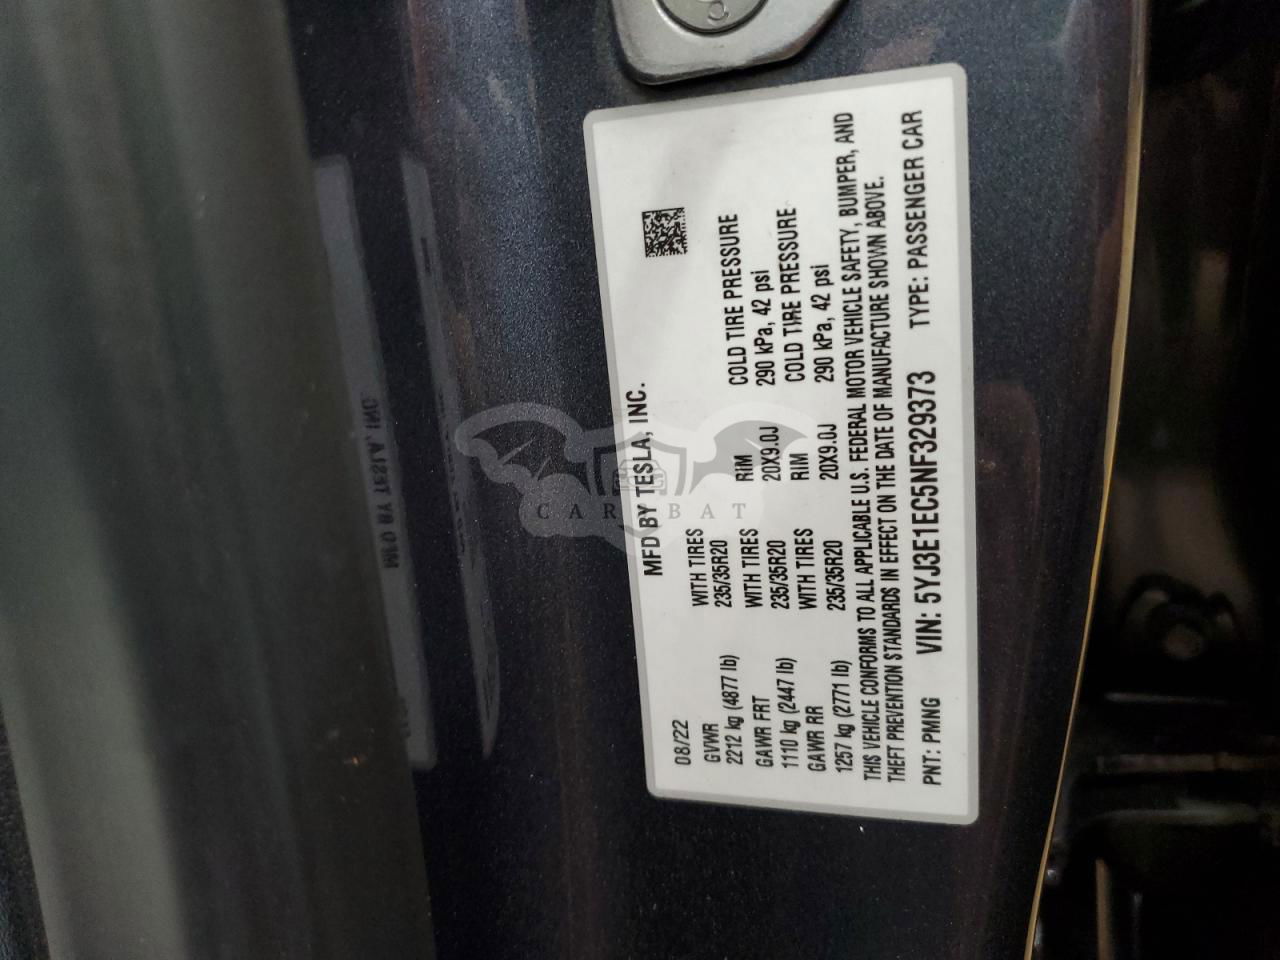 MFD BY TESLA, INC.
08/22
GVWR WITH TIRES RIM COLD TIRE PRESSURE
2212 kg (4877 lb) 235/35R20 20X9.0J 290 kPa, 42 psi
GAWR FRT WITH TIRES RIM COLD TIRE PRESSURE
1110 kg (2447 lb) 235/35R20 20X9.0J 290 kPa, 42 psi
GAWR RR WITH TIRES
1257 kg (2771 lb) 235/35R20
THIS VEHICLE CONFORMS TO ALL APPLICABLE U.S. FEDERAL MOTOR VEHICLE SAFETY, BUMPER, AND
THEFT PREVENTION STANDARDS IN EFFECT ON THE DATE OF MANUFACTURE SHOWN ABOVE.
PNT: PMNG VIN: 5YJ3E1EC5NF329373 TYPE: PASSENGER CAR
CAR BAT